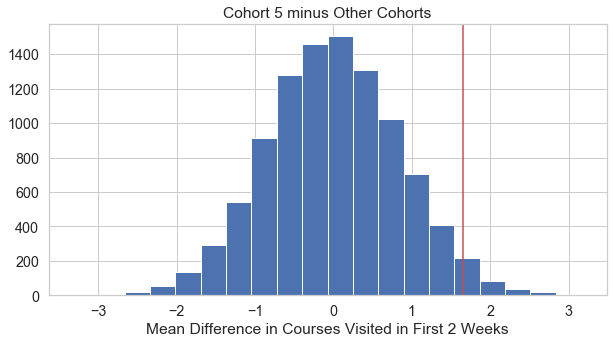 Cohort 5 minus Other Cohorts
1400
1200
1000
800
600
400
200
0
−3 −2 −1 0 1 2 3
Mean Difference in Courses Visited in First 2 Weeks